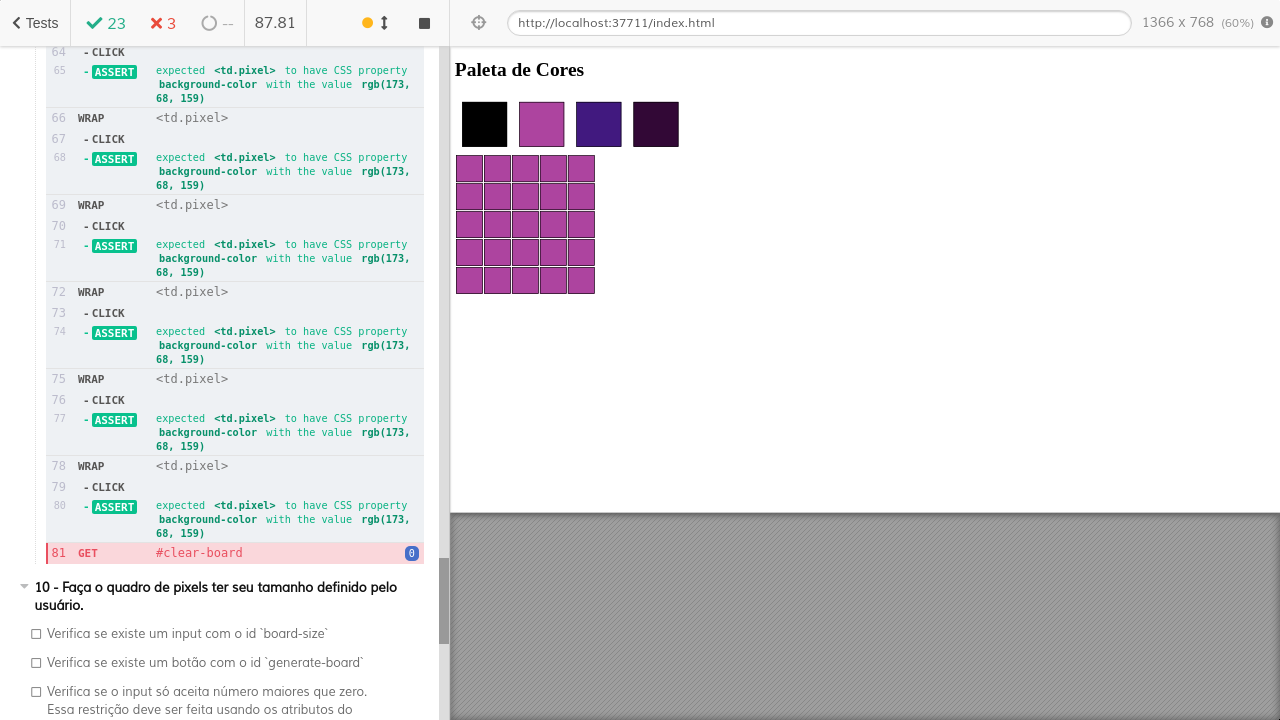 Tests 23 3 -- 87.81
http://localhost:37711/index.html 1366 x 768 (60%)
64 - CLICK
65 - ASSERT expected <td.pixel> to have CSS property
background-color with the value rgb(173,
68, 159)
66 WRAP <td.pixel>
67 - CLICK
68 - ASSERT expected <td.pixel> to have CSS property
background-color with the value rgb(173,
68, 159)
69 WRAP <td.pixel>
70 - CLICK
71 - ASSERT expected <td.pixel> to have CSS property
background-color with the value rgb(173,
68, 159)
72 WRAP <td.pixel>
73 - CLICK
74 - ASSERT expected <td.pixel> to have CSS property
background-color with the value rgb(173,
68, 159)
75 WRAP <td.pixel>
76 - CLICK
77 - ASSERT expected <td.pixel> to have CSS property
background-color with the value rgb(173,
68, 159)
78 WRAP <td.pixel>
79 - CLICK
80 - ASSERT expected <td.pixel> to have CSS property
background-color with the value rgb(173,
68, 159)
81 GET #clear-board 0
10 - Faça o quadro de pixels ter seu tamanho definido pelo
usuário.
Verifica se existe um input com o id `board-size`
Verifica se existe um botão com o id `generate-board`
Verifica se o input só aceita número maiores que zero.
Essa restrição deve ser feita usando os atributos do
Paleta de Cores